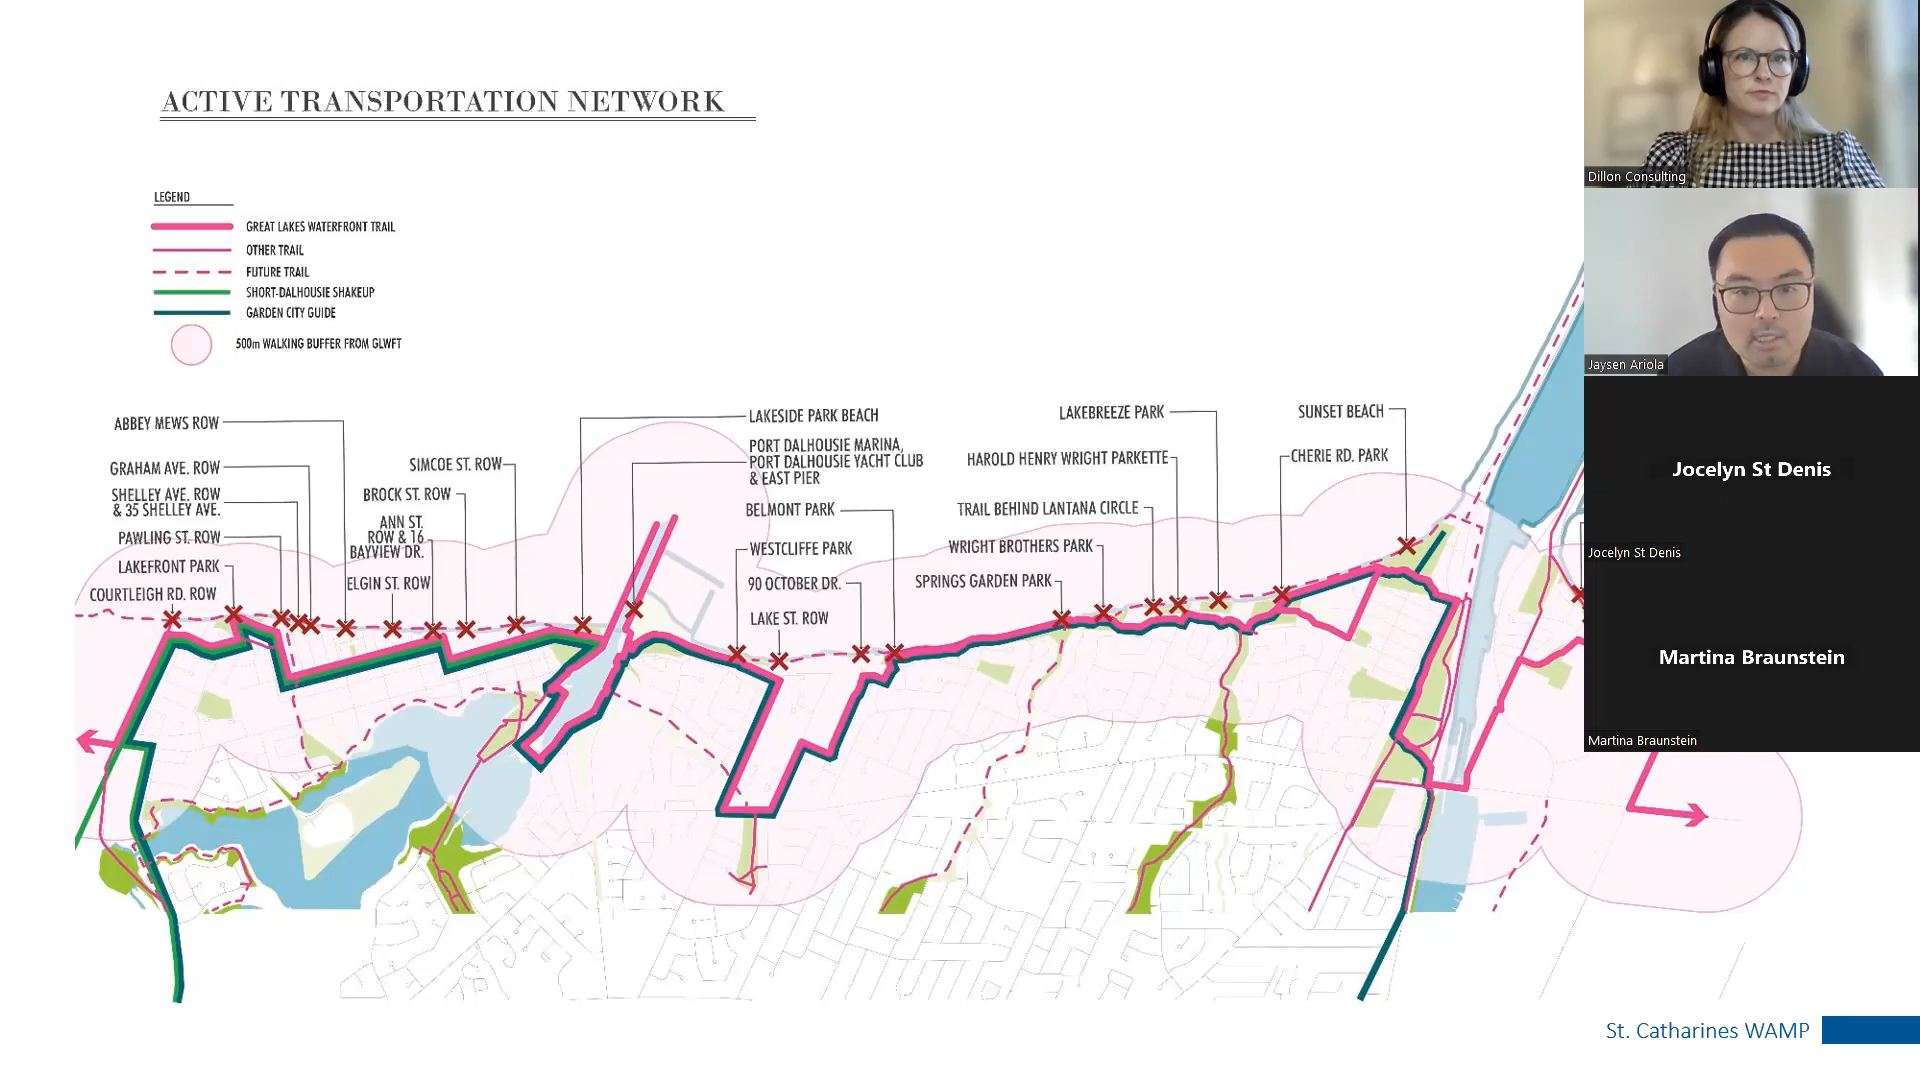 ACTIVE TRANSPORTATION NETWORK
LEGEND
GREAT LAKES WATERFRONT TRAIL
OTHER TRAIL
FUTURE TRAIL
SHORT-DALHOUSIE SHAKEUP
GARDEN CITY GUIDE
500m WALKING BUFFER FROM GLWFT
ABBEY MEWS ROW
GRAHAM AVE. ROW
SHELLEY AVE. ROW
& 35 SHELLEY AVE.
PAWLING ST. ROW
LAKEFRONT PARK
COURTLEIGH RD. ROW
SIMCOE ST. ROW
BROCK ST. ROW
ANN ST.
ROW & 16
BAYVIEW DR.
ELGIN ST. ROW
LAKESIDE PARK BEACH
PORT DALHOUSIE MARINA,
PORT DALHOUSIE YACHT CLUB
& EAST PIER
BELMONT PARK
WESTCLIFFE PARK
90 OCTOBER DR.
LAKE ST. ROW
LAKEBREEZE PARK
HAROLD HENRY WRIGHT PARKETTE
TRAIL BEHIND LANTANA CIRCLE
WRIGHT BROTHERS PARK
SPRINGS GARDEN PARK
SUNSET BEACH
CHERIE RD. PARK
Dillon Consulting
Jaysen Ariola
Jocelyn St Denis
Jocelyn St Denis
Martina Braunstein
Martina Braunstein
St. Catharines WAMP